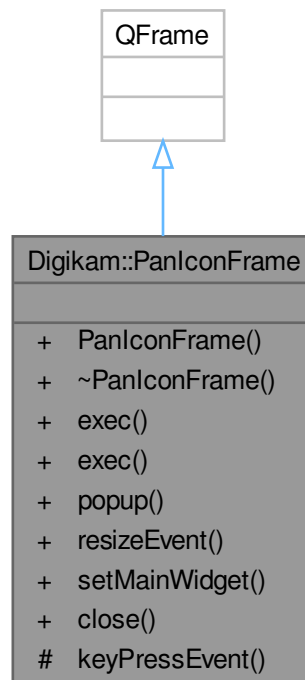 QFrame
Digikam::PanIconFrame
+ PanIconFrame()
+ ~PanIconFrame()
+ exec()
+ exec()
+ popup()
+ resizeEvent()
+ setMainWidget()
+ close()
# keyPressEvent()